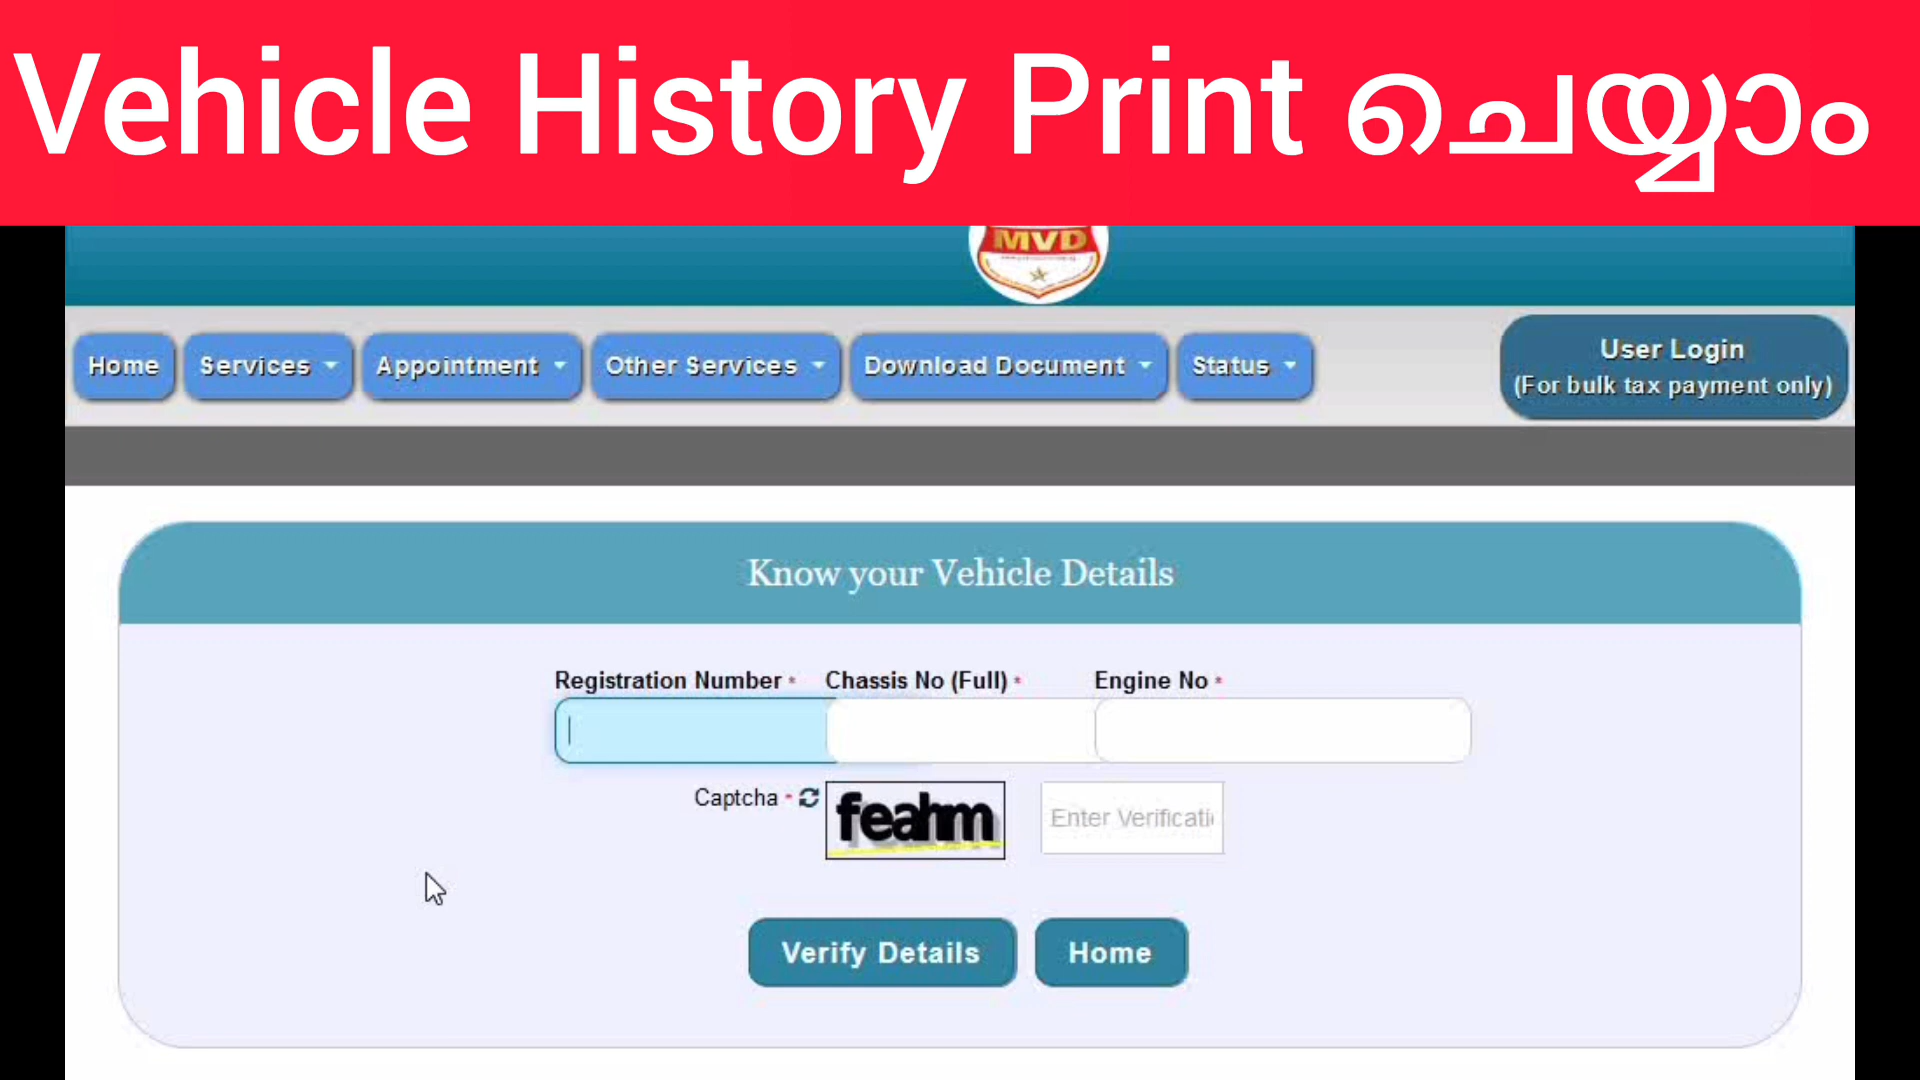 Vehicle History Print ചെയ്യാം
MVD
Home Services Appointment Other Services Download Document Status
User Login
(For bulk tax payment only)
Know your Vehicle Details
Registration Number * Chassis No (Full) * Engine No *
Captcha * feahm Enter Verificati
Verify Details Home